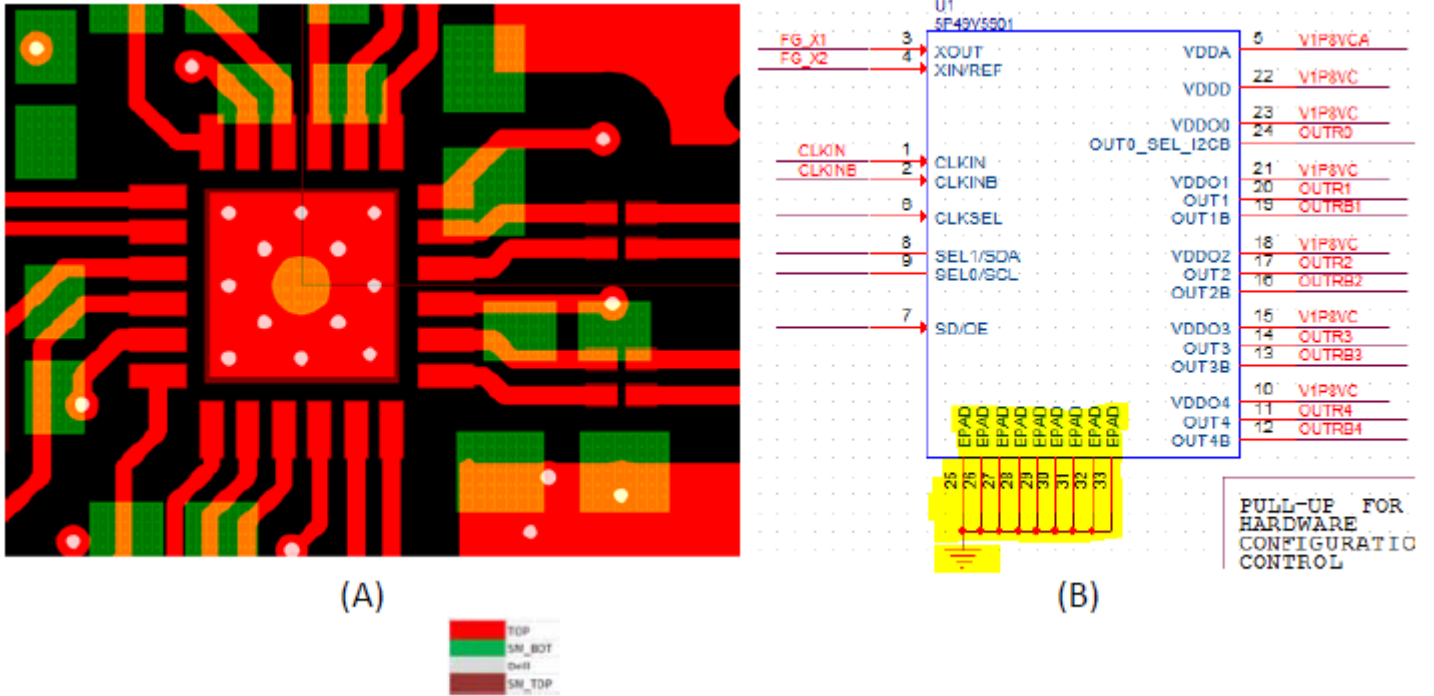 U1
5P49V5901
FG_X1
3
XOUT
FG_X2
4
XIN/REF
CLKIN
1
CLKIN
CLKINB
2
CLKINB
6
CLKSEL
8
SEL1/SDA
9
SEL0/SCL
7
SD/OE
VDDA
5
V1P8VCA
VDDD
22
V1P8VC
VDDO0
23
V1P8VC
OUT0_SEL_I2CB
24
OUTR0
VDDO1
21
V1P8VC
OUT1
20
OUTR1
OUT1B
19
OUTRB1
VDDO2
18
V1P8VC
OUT2
17
OUTR2
OUT2B
16
OUTRB2
VDDO3
15
V1P8VC
OUT3
14
OUTR3
OUT3B
13
OUTRB3
VDDO4
10
V1P8VC
OUT4
11
OUTR4
OUT4B
12
OUTRB4
EPAD
EPAD
EPAD
EPAD
EPAD
EPAD
EPAD
EPAD
EPAD
25
26
27
28
29
30
31
32
33
PULL-UP FOR
HARDWARE
CONFIGURATIO
CONTROL
(A)
(B)
TOP
SM_BOT
Drill
SM_TOP